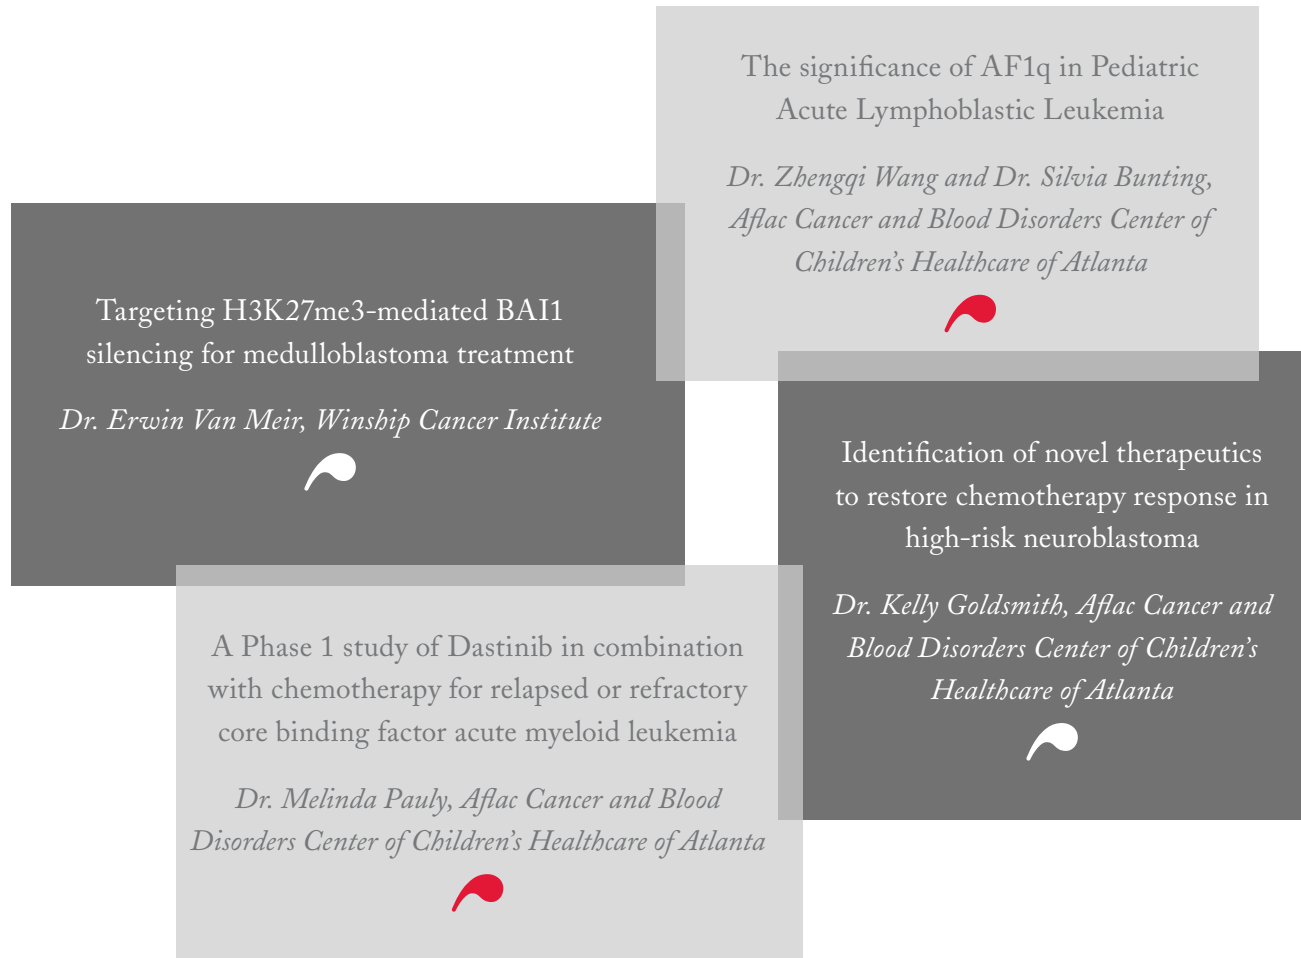 The significance of AF1q in Pediatric
Acute Lymphoblastic Leukemia
Dr. Zhengqi Wang and Dr. Silvia Bunting,
Aflac Cancer and Blood Disorders Center of
Children's Healthcare of Atlanta
Targeting H3K27me3-mediated BAI1
silencing for medulloblastoma treatment
Dr. Erwin Van Meir, Winship Cancer Institute
Identification of novel therapeutics
to restore chemotherapy response in
high-risk neuroblastoma
Dr. Kelly Goldsmith, Aflac Cancer and
Blood Disorders Center of Children's
Healthcare of Atlanta
A Phase 1 study of Dastinib in combination
with chemotherapy for relapsed or refractory
core binding factor acute myeloid leukemia
Dr. Melinda Pauly, Aflac Cancer and Blood
Disorders Center of Children's Healthcare of Atlanta